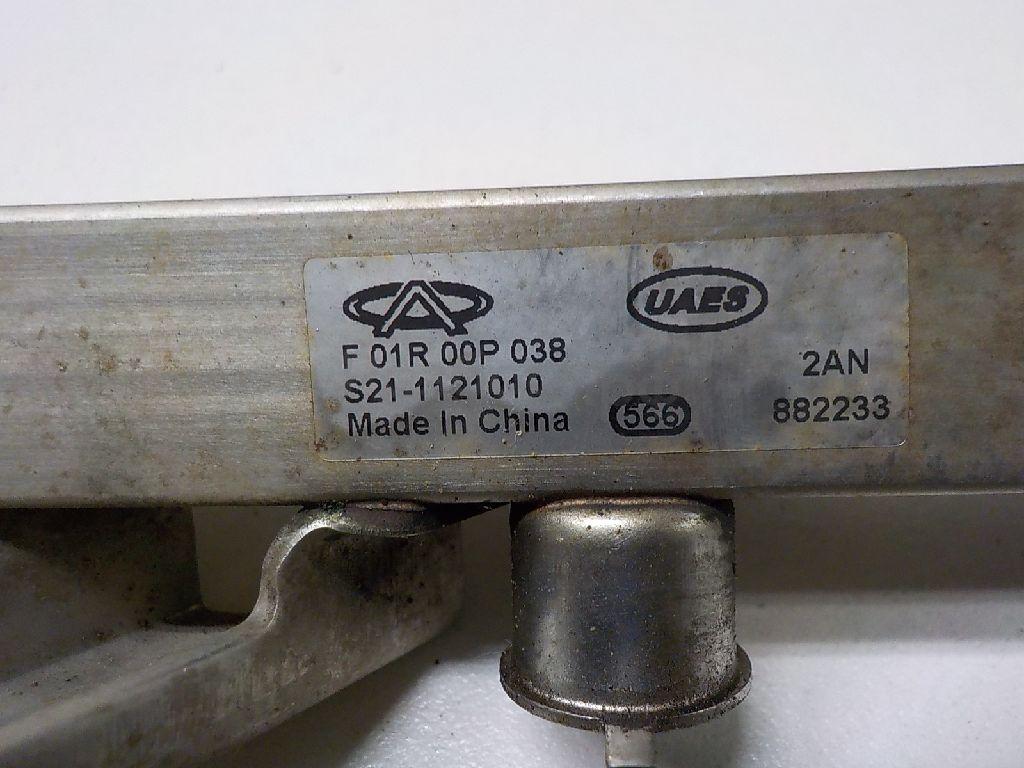 UAES
F 01R 00P 038
2AN
S21-1121010
Made In China
566
882233